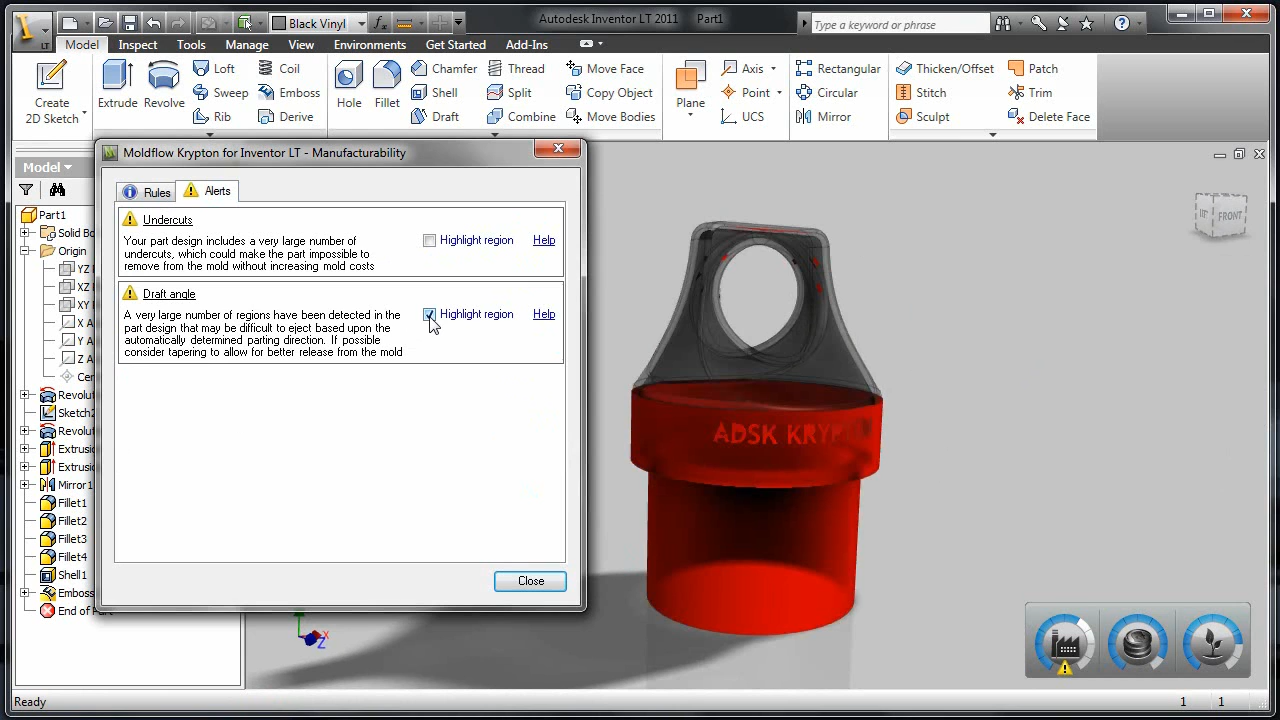 Black Vinyl
Autodesk Inventor LT 2011 Part1
Type a keyword or phrase
LT
Model Inspect Tools Manage View Environments Get Started Add-Ins
Create
2D Sketch
Extrude
Revolve
Loft
Sweep
Rib
Coil
Emboss
Derive
Hole
Fillet
Chamfer
Shell
Draft
Thread
Split
Combine
Move Face
Copy Object
Move Bodies
Plane
Axis
Point
UCS
Rectangular
Circular
Mirror
Thicken/Offset
Stitch
Sculpt
Patch
Trim
Delete Face
Model
Part1
Solid Bo
Origin
YZ
XZ
XY
X A
Y A
Z A
Cen
Revolut
Sketch2
Revolut
Extrusio
Extrusio
Mirror1
Fillet1
Fillet2
Fillet3
Fillet4
Shell1
Emboss
End of Part
Moldflow Krypton for Inventor LT - Manufacturability
Rules
Alerts
Undercuts
Your part design includes a very large number of
undercuts, which could make the part impossible to
remove from the mold without increasing mold costs
Highlight region
Help
Draft angle
A very large number of regions have been detected in the
part design that may be difficult to eject based upon the
automatically determined parting direction. If possible
consider tapering to allow for better release from the mold
Highlight region
Help
Close
FRONT
ADSK KRYP
X
Z
Ready
1 1